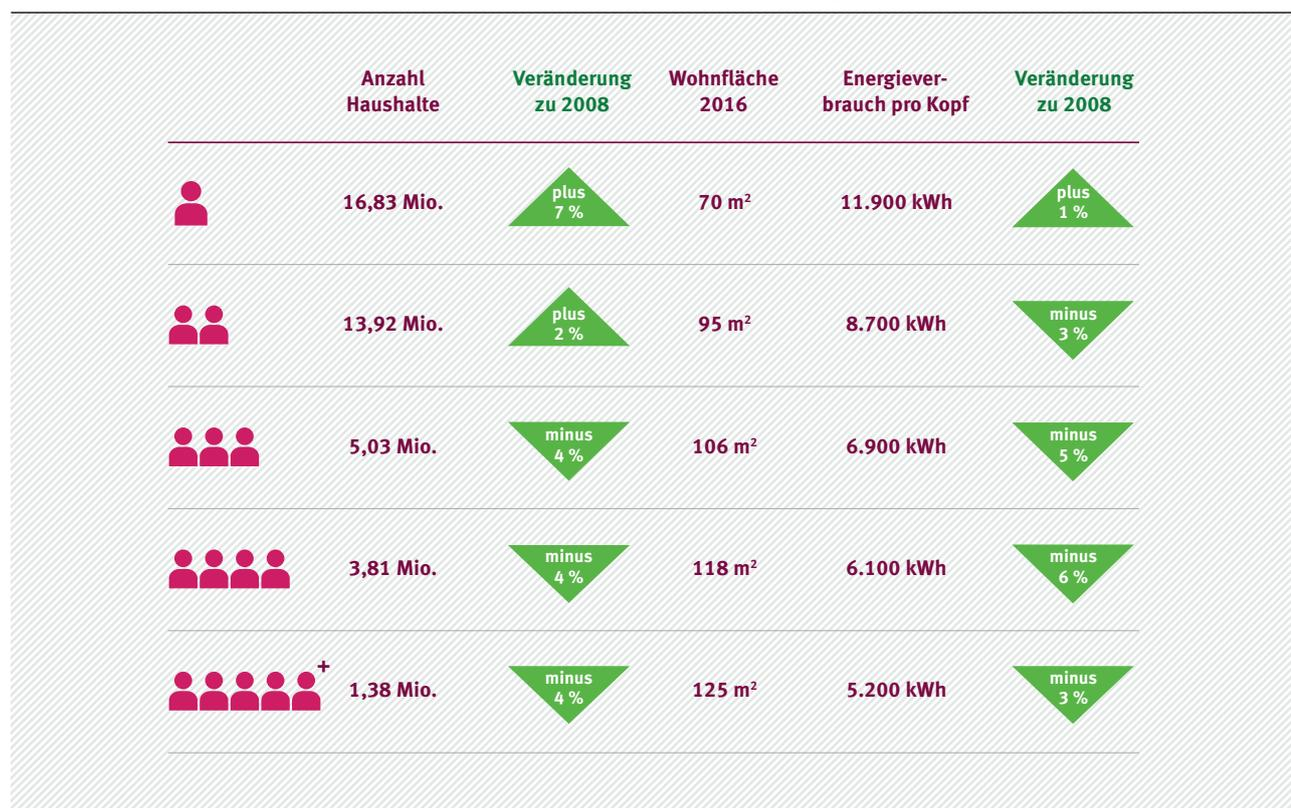 Anzahl Haushalte Veränderung zu 2008 Wohnfläche 2016 Energiever-brauch pro Kopf Veränderung zu 2008
16,83 Mio. plus 7 % 70 m² 11.900 kWh plus 1 %
13,92 Mio. plus 2 % 95 m² 8.700 kWh minus 3 %
5,03 Mio. minus 4 % 106 m² 6.900 kWh minus 5 %
3,81 Mio. minus 4 % 118 m² 6.100 kWh minus 6 %
+ 1,38 Mio. minus 4 % 125 m² 5.200 kWh minus 3 %